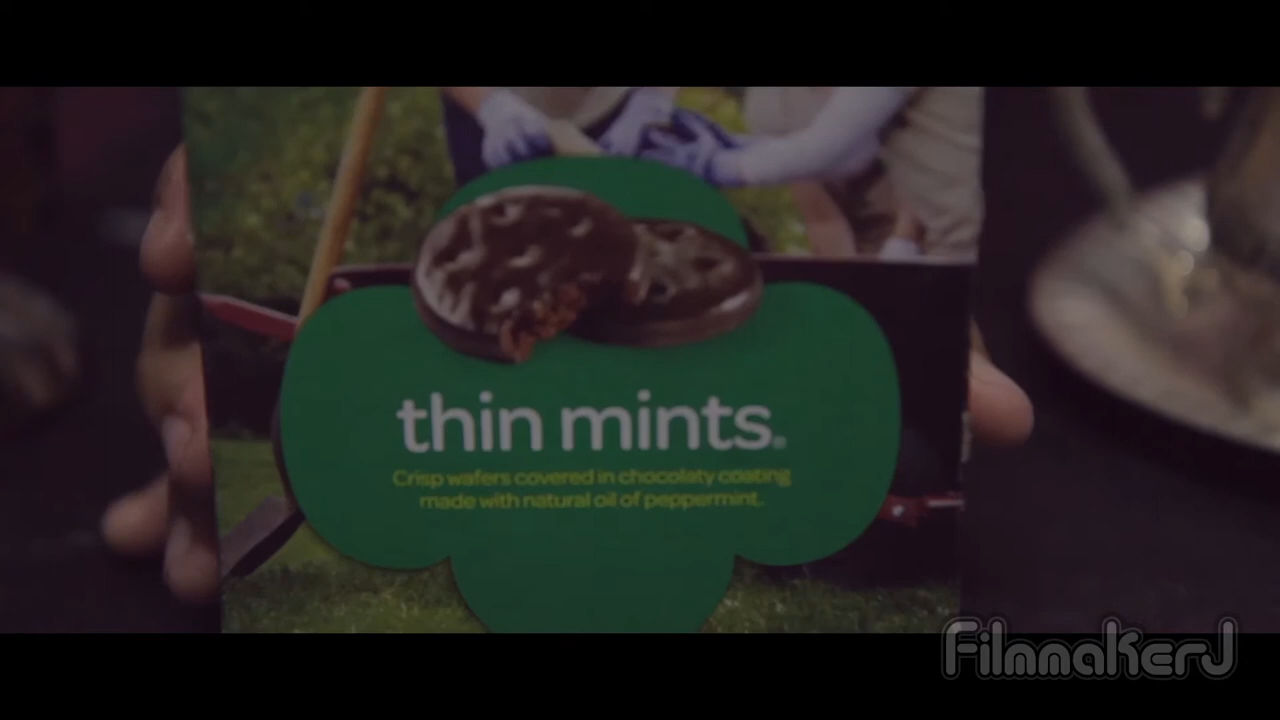 thin mints®
Crisp wafers covered in chocolaty coating
made with natural oil of peppermint.
FilmmakerJ